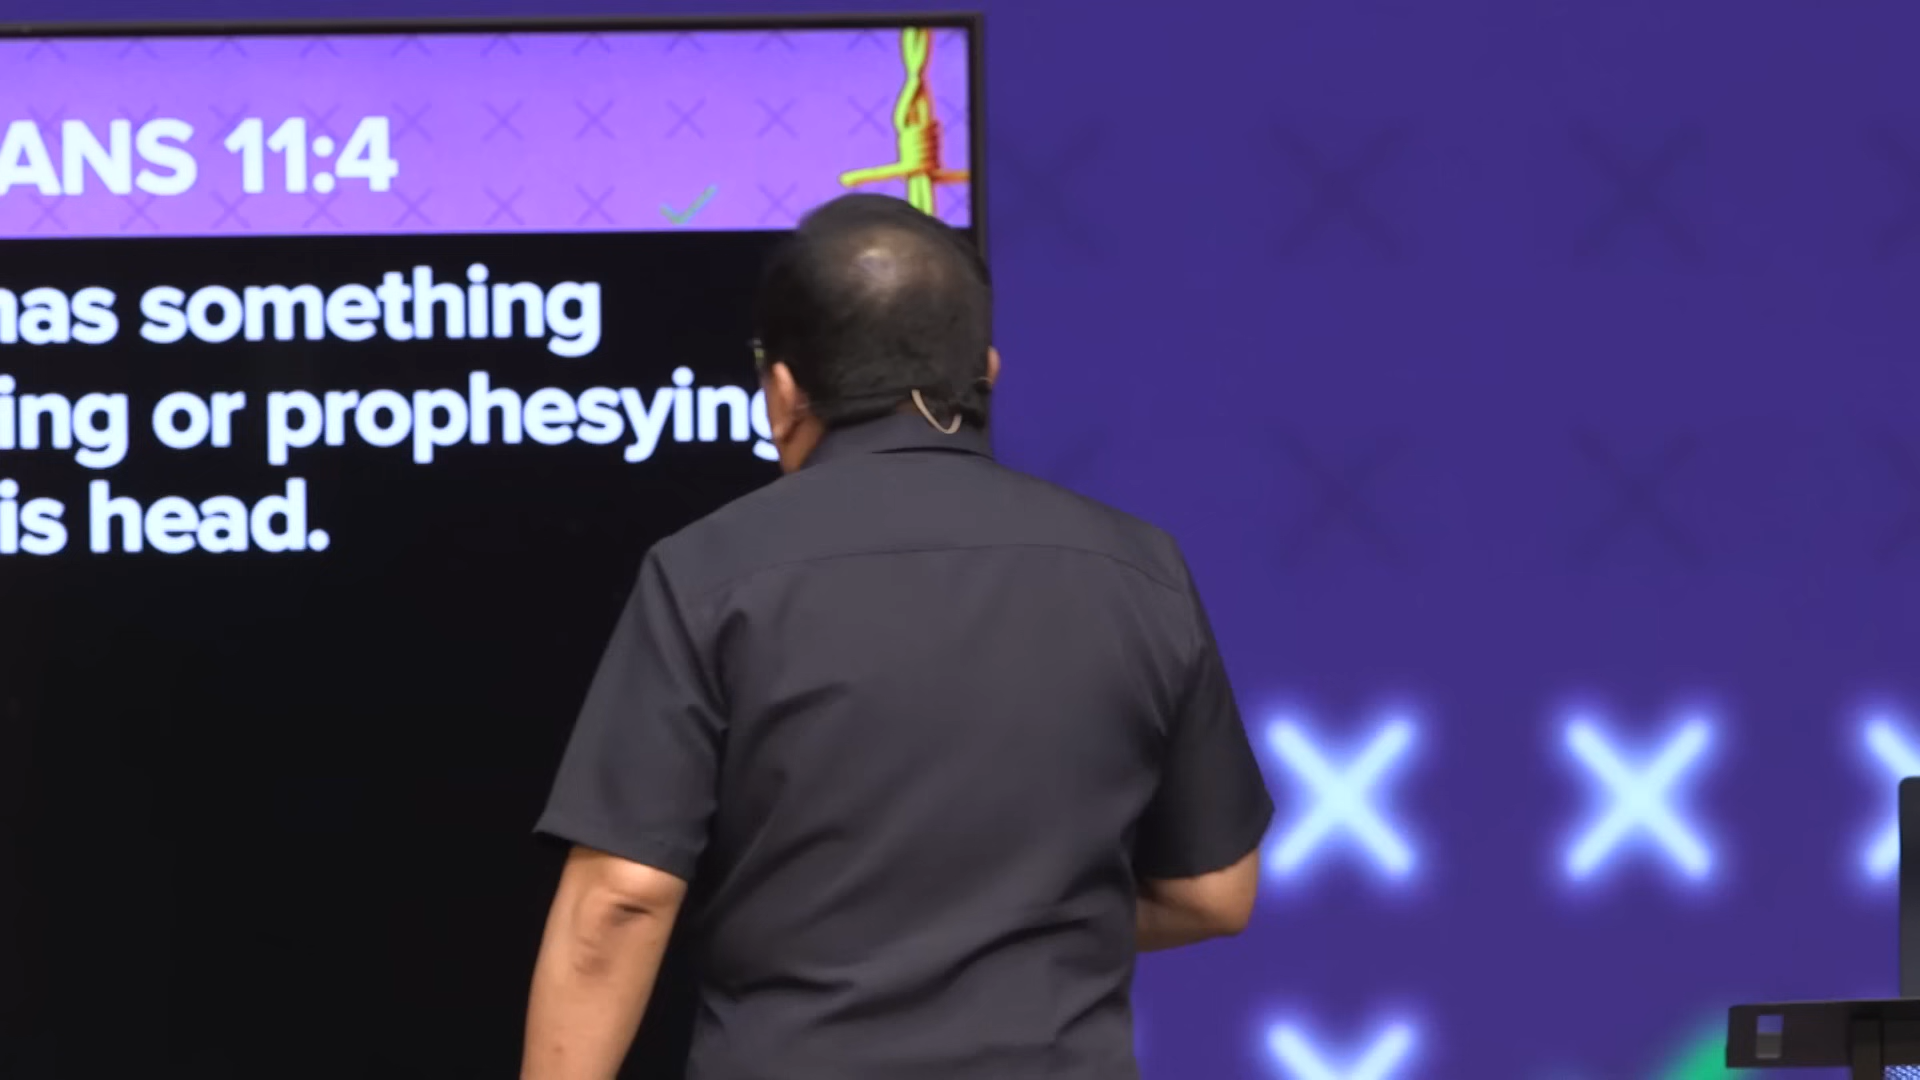 ANS 11:4
has something
ing or prophesying
is head.